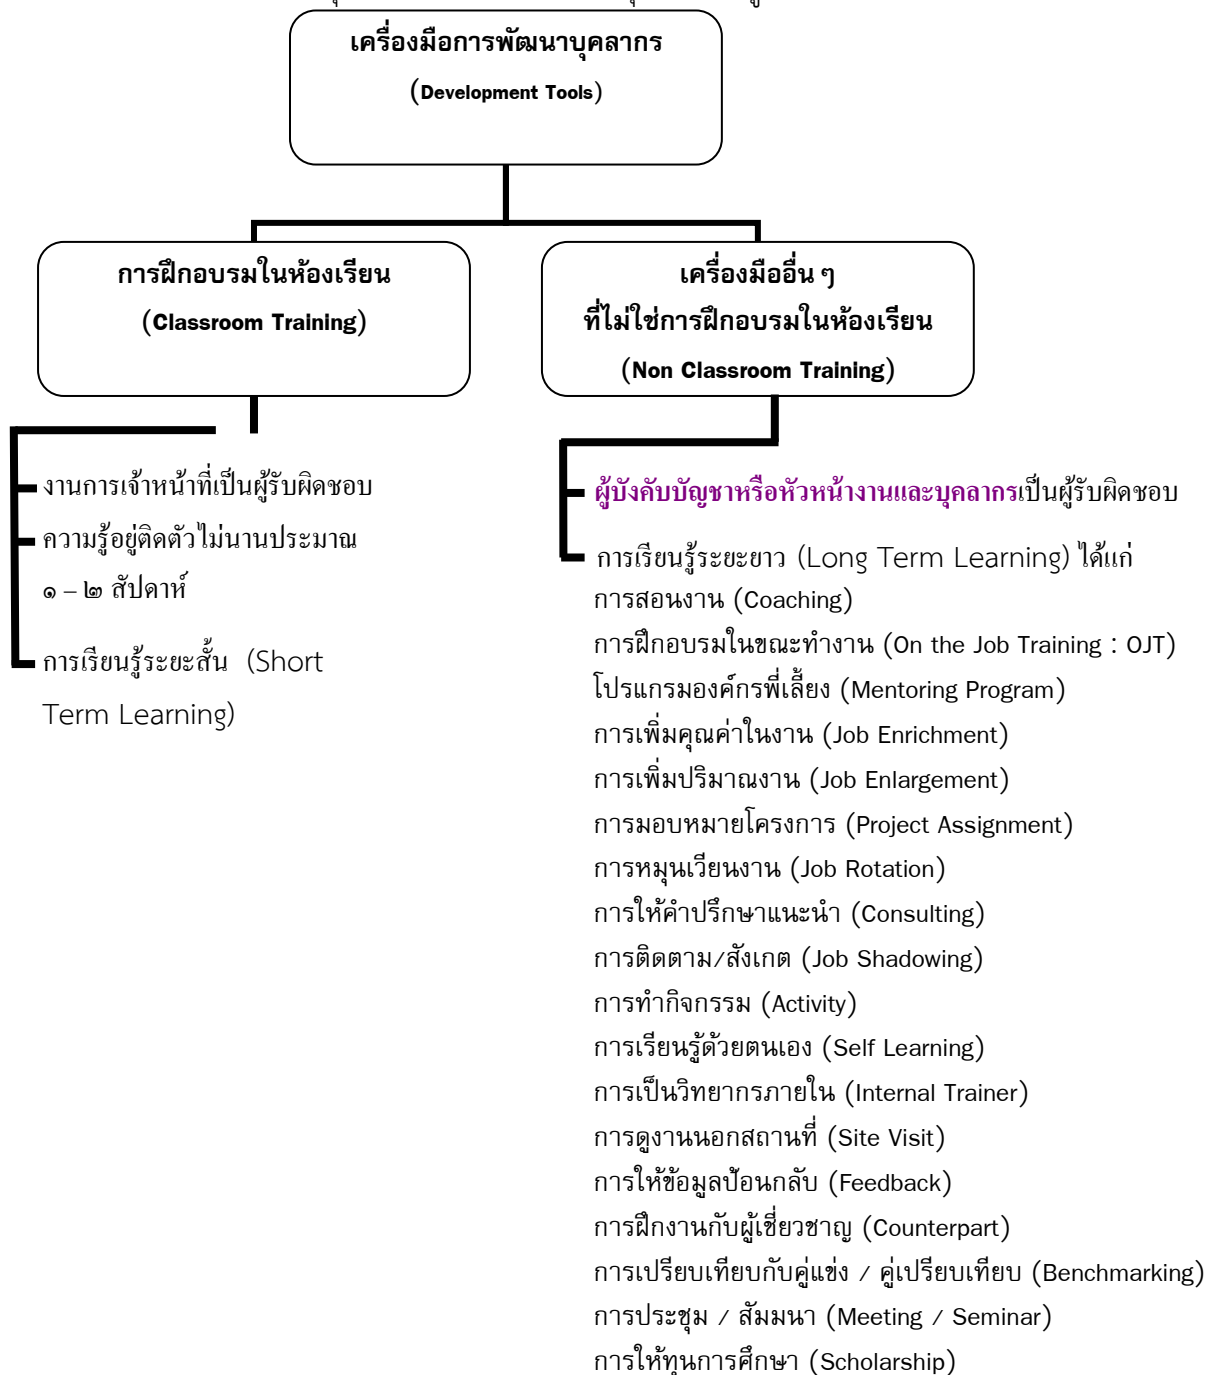 เครื่องมือการพัฒนาบุคลากร
(Development Tools)
การฝึกอบรมในห้องเรียน
(Classroom Training)
เครื่องมืออื่น ๆ
ที่ไม่ใช่การฝึกอบรมในห้องเรียน
(Non Classroom Training)
งานการเจ้าหน้าที่เป็นผู้รับผิดชอบ
ความรู้อยู่ติดตัวไม่นานประมาณ
๑ – ๒ สัปดาห์
การเรียนรู้ระยะสั้น (Short
Term Learning)
ผู้บังคับบัญชาหรือหัวหน้างานและบุคลากรเป็นผู้รับผิดชอบ
การเรียนรู้ระยะยาว (Long Term Learning) ได้แก่
การสอนงาน (Coaching)
การฝึกอบรมในขณะทำงาน (On the Job Training : OJT)
โปรแกรมองค์กรพี่เลี้ยง (Mentoring Program)
การเพิ่มคุณค่าในงาน (Job Enrichment)
การเพิ่มปริมาณงาน (Job Enlargement)
การมอบหมายโครงการ (Project Assignment)
การหมุนเวียนงาน (Job Rotation)
การให้คำปรึกษาแนะนำ (Consulting)
การติดตาม/สังเกต (Job Shadowing)
การทำกิจกรรม (Activity)
การเรียนรู้ด้วยตนเอง (Self Learning)
การเป็นวิทยากรภายใน (Internal Trainer)
การดูงานนอกสถานที่ (Site Visit)
การให้ข้อมูลป้อนกลับ (Feedback)
การฝึกงานกับผู้เชี่ยวชาญ (Counterpart)
การเปรียบเทียบกับคู่แข่ง / คู่เปรียบเทียบ (Benchmarking)
การประชุม / สัมมนา (Meeting / Seminar)
การให้ทุนการศึกษา (Scholarship)